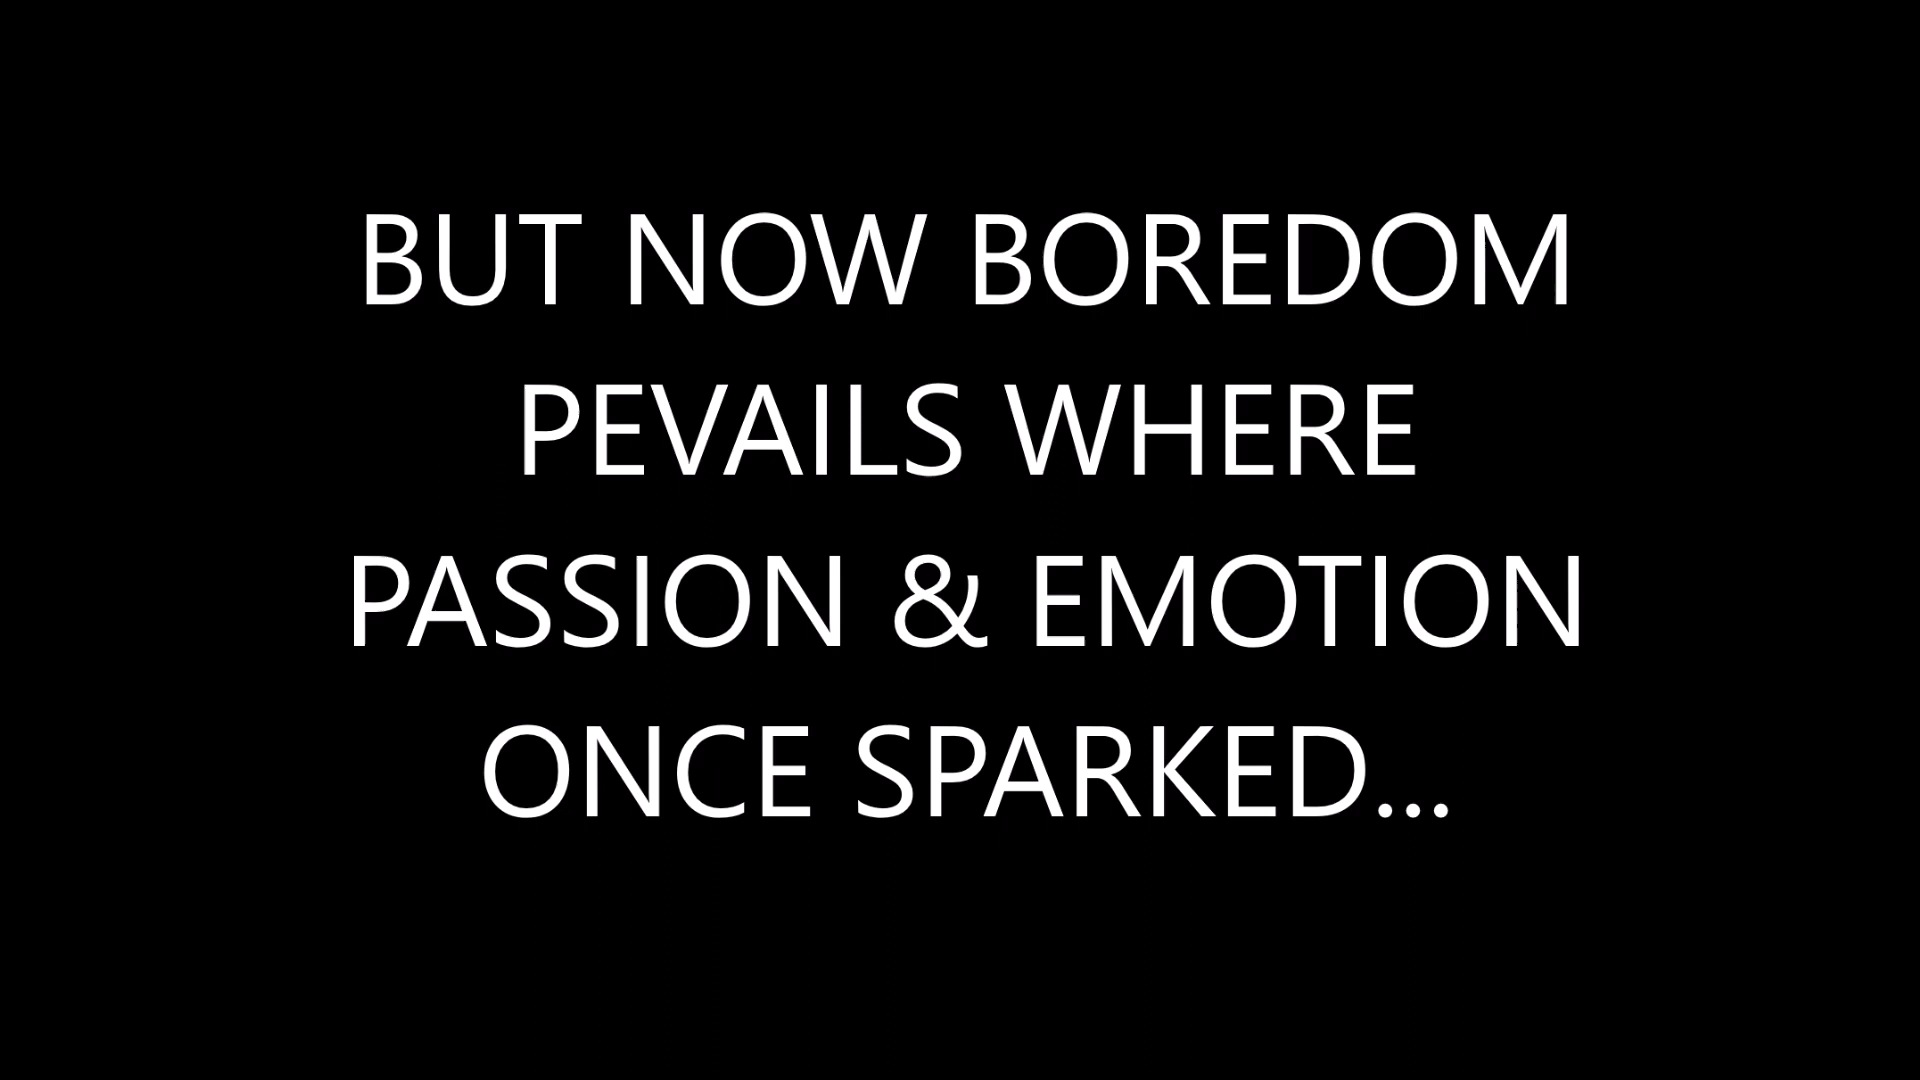 BUT NOW BOREDOM
PEVAILS WHERE
PASSION & EMOTION
ONCE SPARKED...